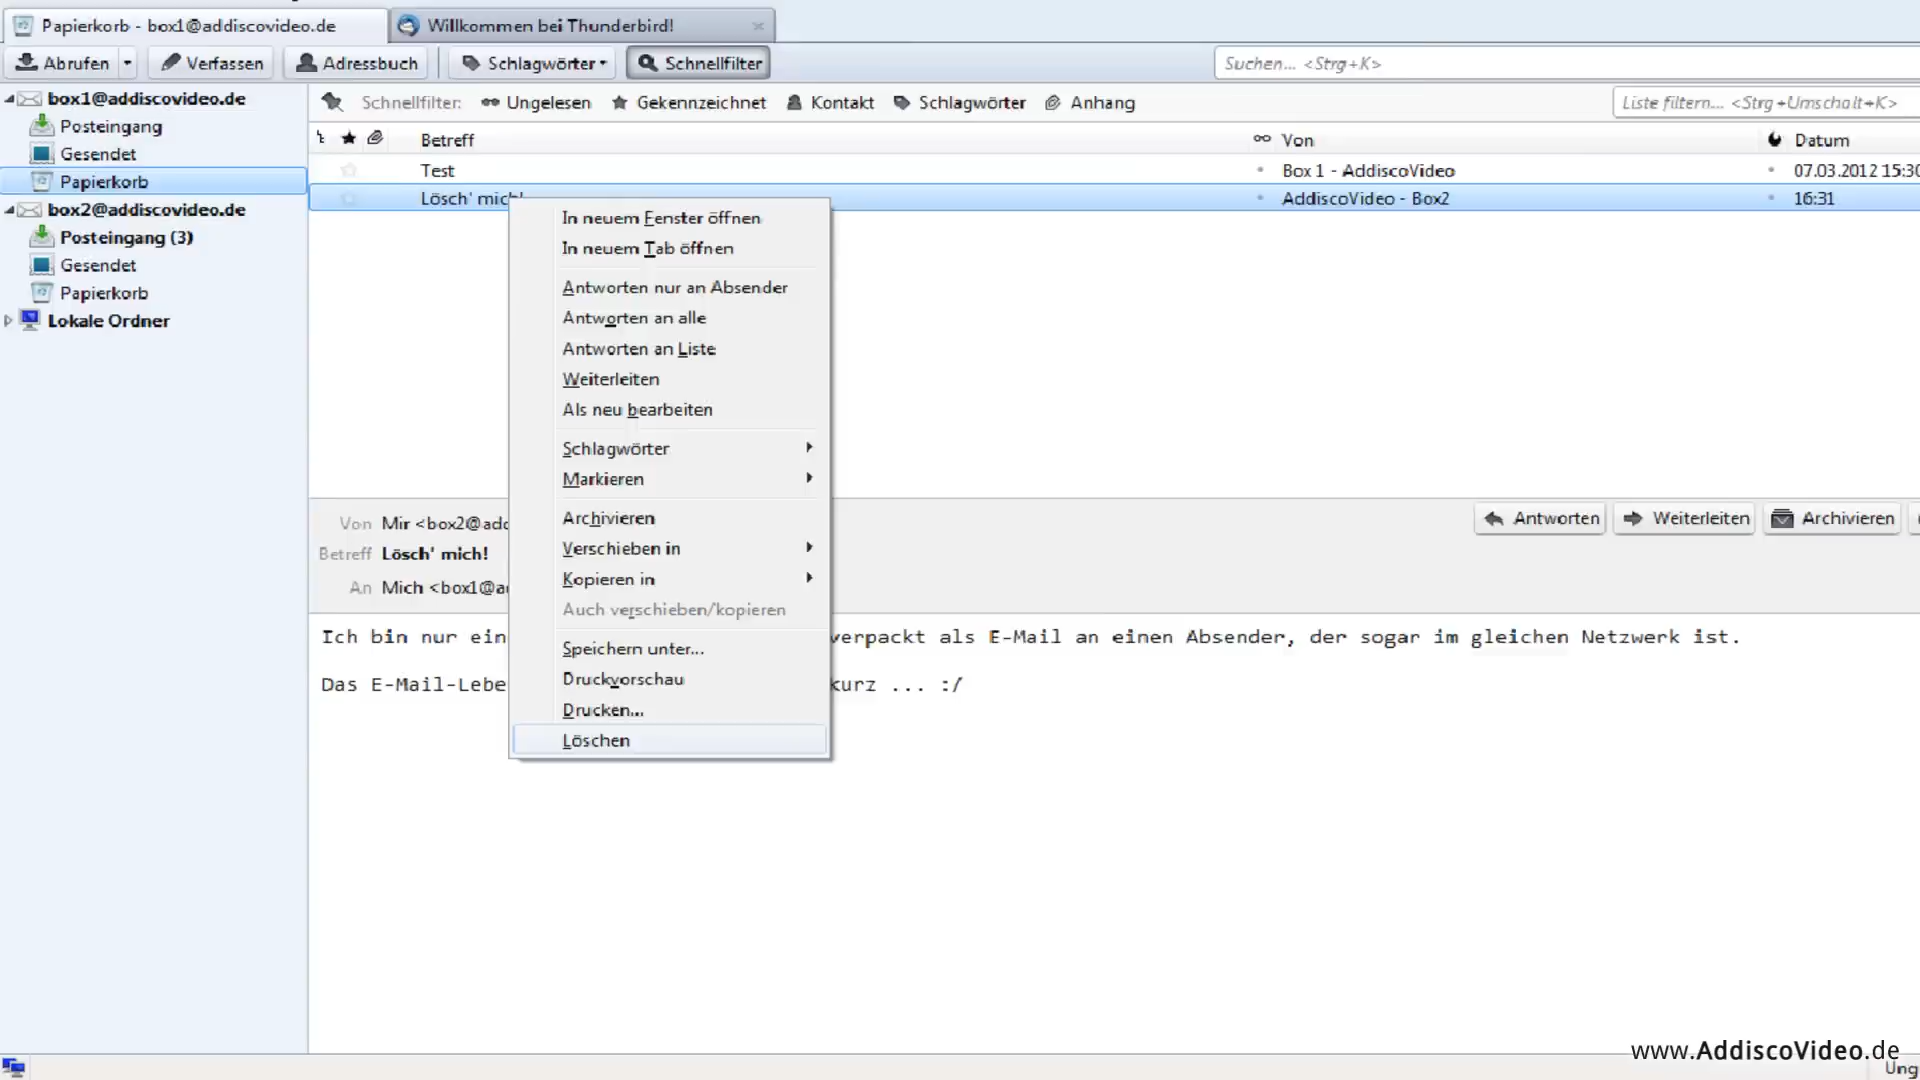 Papierkorb - box1@addiscovideo.de
Willkommen bei Thunderbird!
Abrufen
Verfassen
Adressbuch
Schlagwörter
Schnellfilter
Suchen... <Strg+K>
box1@addiscovideo.de
Posteingang
Gesendet
Papierkorb
box2@addiscovideo.de
Posteingang (3)
Gesendet
Papierkorb
Lokale Ordner
Schnellfilter:
Ungelesen
Gekennzeichnet
Kontakt
Schlagwörter
Anhang
Liste filtern... <Strg+Umschalt+K>
Betreff
Von
Datum
Test
Box 1 - AddiscoVideo
07.03.2012 15:30
Lösch' mich!
AddiscoVideo - Box2
16:31
In neuem Fenster öffnen
In neuem Tab öffnen
Antworten nur an Absender
Antworten an alle
Antworten an Liste
Weiterleiten
Als neu bearbeiten
Schlagwörter
Markieren
Archivieren
Verschieben in
Kopieren in
Auch verschieben/kopieren
Speichern unter...
Druckvorschau
Drucken...
Löschen
Von Mir <box2@add
Betreff Lösch' mich!
An Mich <box1@a
Antworten
Weiterleiten
Archivieren
Ich bin nur ein verpackt als E-Mail an einen Absender, der sogar im gleichen Netzwerk ist.
Das E-Mail-Lebe kurz ... :/
www.AddiscoVideo.de
Ung